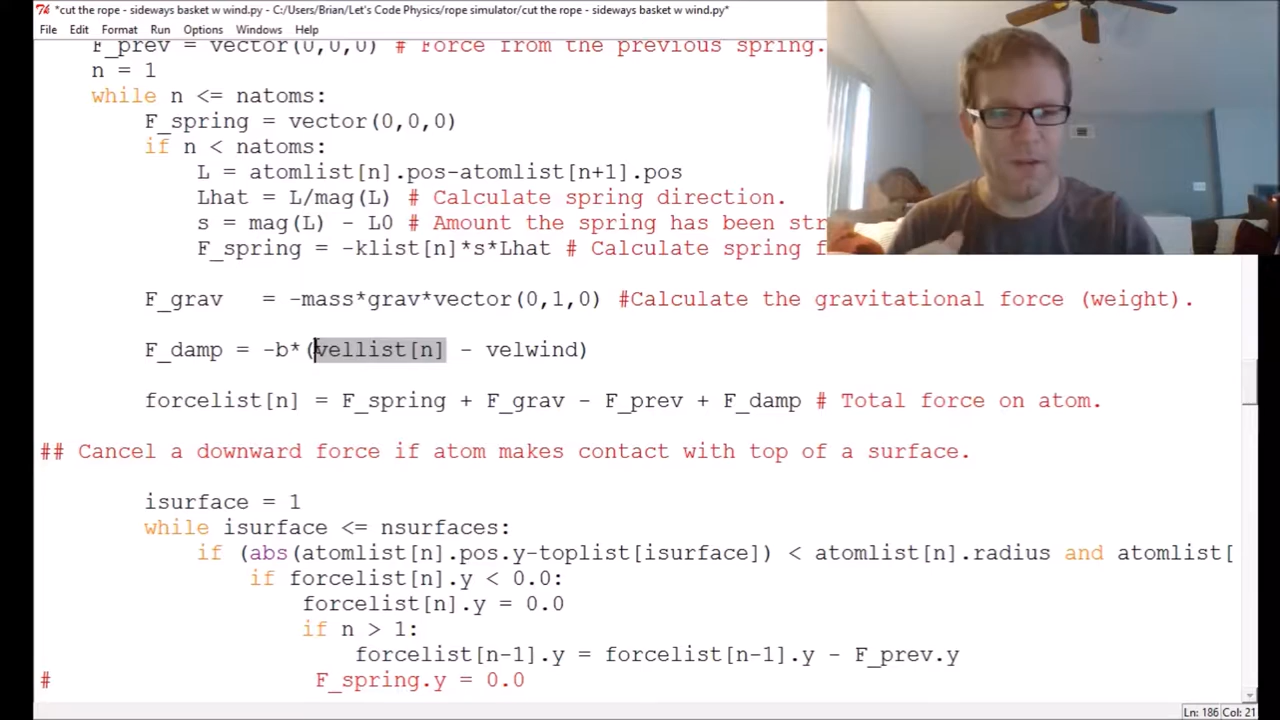 *cut the rope - sideways basket w wind.py - C:/Users/Brian/Let's Code Physics/rope simulator/cut the rope - sideways basket w wind.py*
File Edit Format Run Options Windows Help
F_prev = vector(0,0,0) # Force from the previous spring.
n = 1
while n <= natoms:
F_spring = vector(0,0,0)
if n < natoms:
L = atomlist[n].pos-atomlist[n+1].pos
Lhat = L/mag(L) # Calculate spring direction.
s = mag(L) - L0 # Amount the spring has been str
F_spring = -klist[n]*s*Lhat # Calculate spring f
F_grav = -mass*grav*vector(0,1,0) #Calculate the gravitational force (weight).
F_damp = -b*(vellist[n] - velwind)
forcelist[n] = F_spring + F_grav - F_prev + F_damp # Total force on atom.
## Cancel a downward force if atom makes contact with top of a surface.
isurface = 1
while isurface <= nsurfaces:
if (abs(atomlist[n].pos.y-toplist[isurface]) < atomlist[n].radius and atomlist[
if forcelist[n].y < 0.0:
forcelist[n].y = 0.0
if n > 1:
forcelist[n-1].y = forcelist[n-1].y - F_prev.y
# F_spring.y = 0.0
Ln: 186 Col: 21